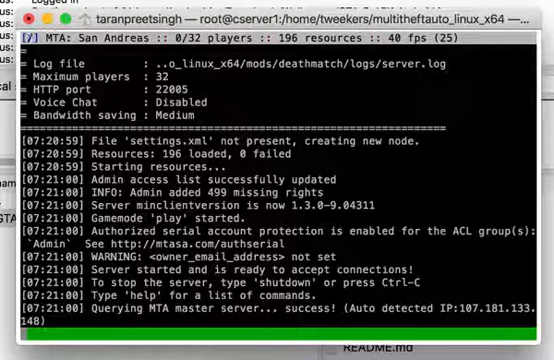 Logged in
us:
us:
taranpreetsingh — root@cserver1:/home/tweekers/multitheftauto_linux_x64 —...
[/] MTA: San Andreas :: 0/32 players :: 196 resources :: 40 fps (25)
=
= Log file : ..o_linux_x64/mods/deathmatch/logs/server.log
= Maximum players : 32
= HTTP port : 22005
= Voice Chat : Disabled
= Bandwidth saving : Medium
==================================================================
[07:20:59] File 'settings.xml' not present, creating new node.
[07:20:59] Resources: 196 loaded, 0 failed
[07:20:59] Starting resources...
[07:21:00] Admin access list successfully updated
[07:21:00] INFO: Admin added 499 missing rights
[07:21:00] Server minclientversion is now 1.3.0-9.04311
[07:21:00] Gamemode 'play' started.
[07:21:00] Authorized serial account protection is enabled for the ACL group(s):
`Admin` See http://mtasa.com/authserial
[07:21:00] WARNING: <owner_email_address> not set
[07:21:00] Server started and is ready to accept connections!
[07:21:00] To stop the server, type 'shutdown' or press Ctrl-C
[07:21:00] Type 'help' for a list of commands.
[07:21:00] Querying MTA master server... success! (Auto detected IP:107.181.133.
148)
README.md